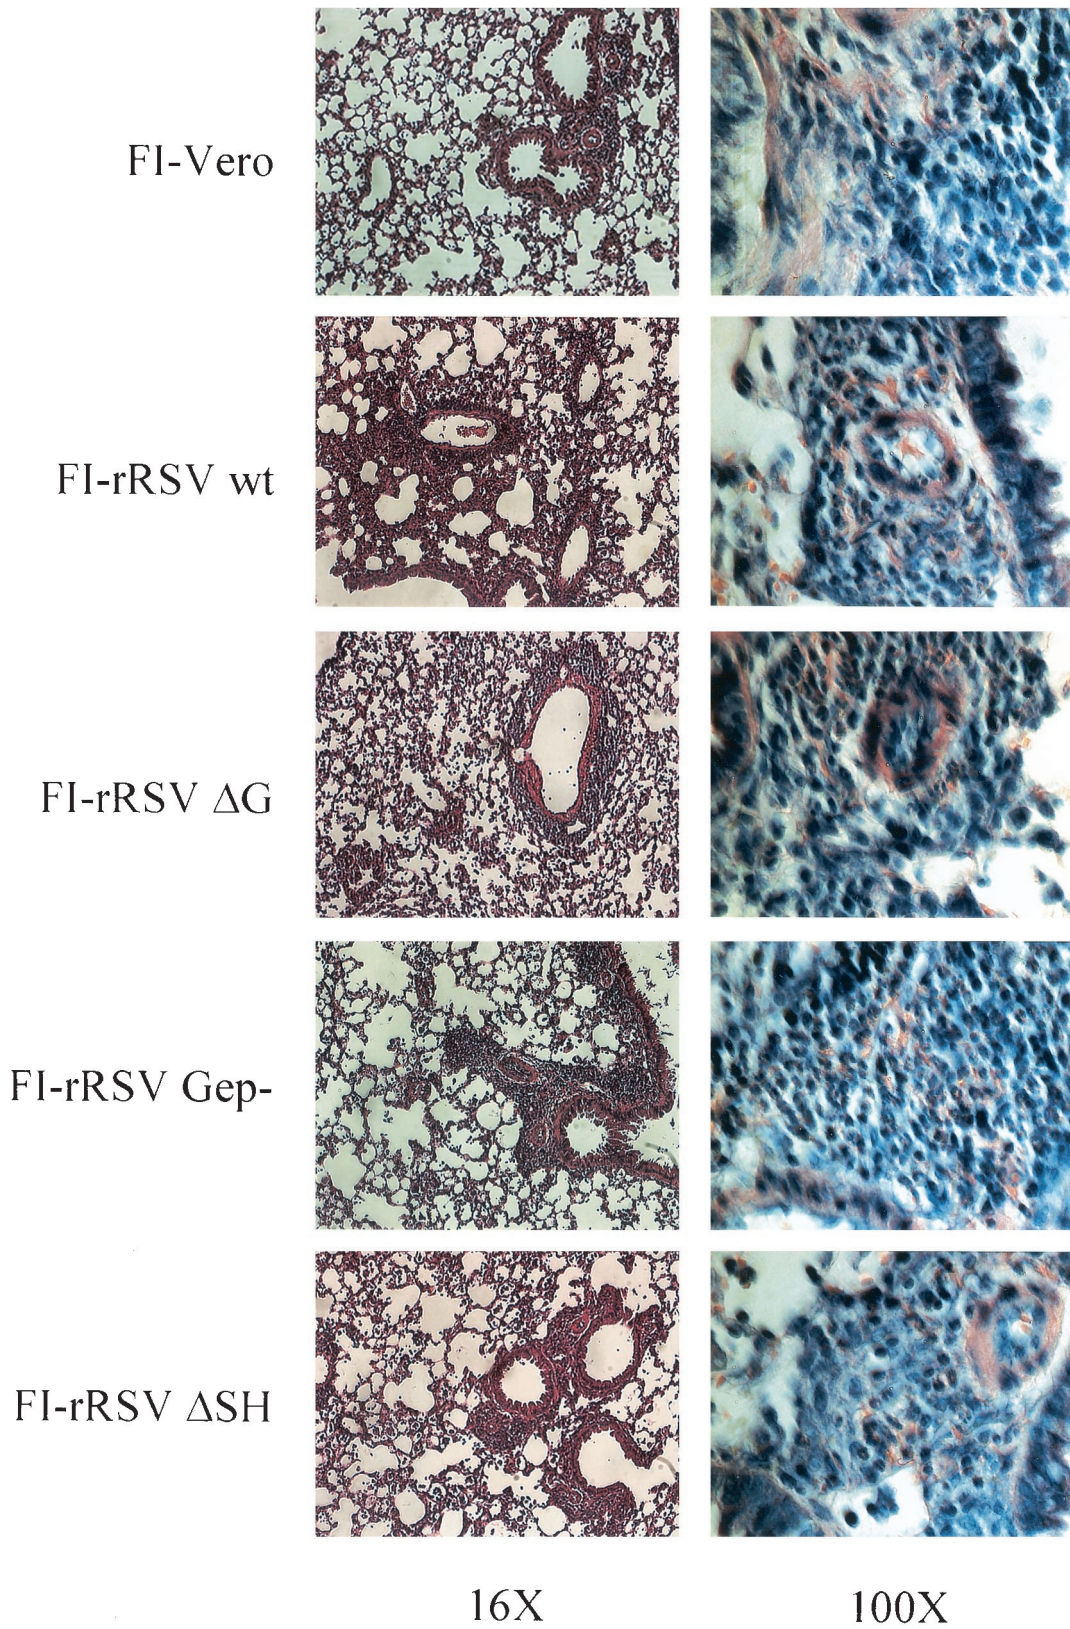 FI-Vero
FI-rRSV wt
FI-rRSV ΔG
FI-rRSV Gep-
FI-rRSV ΔSH
16X 100X